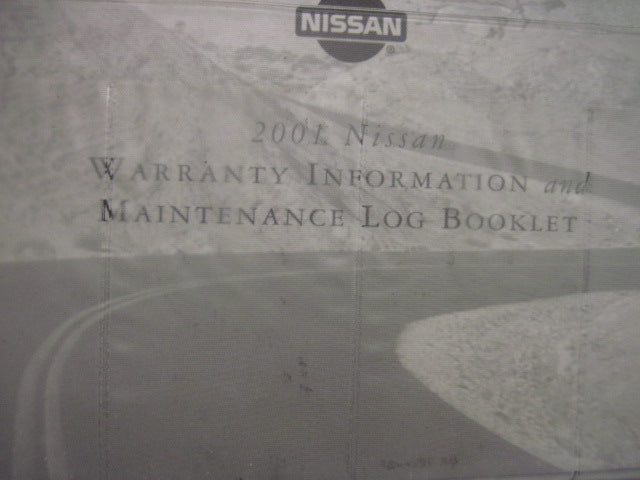 NISSAN
2001 Nissan
WARRANTY INFORMATION and
MAINTENANCE LOG BOOKLET